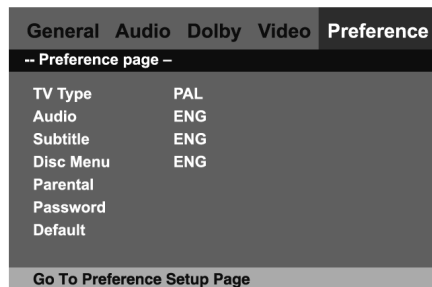 General Audio Dolby Video Preference
-- Preference page –
TV Type PAL
Audio ENG
Subtitle ENG
Disc Menu ENG
Parental
Password
Default
Go To Preference Setup Page